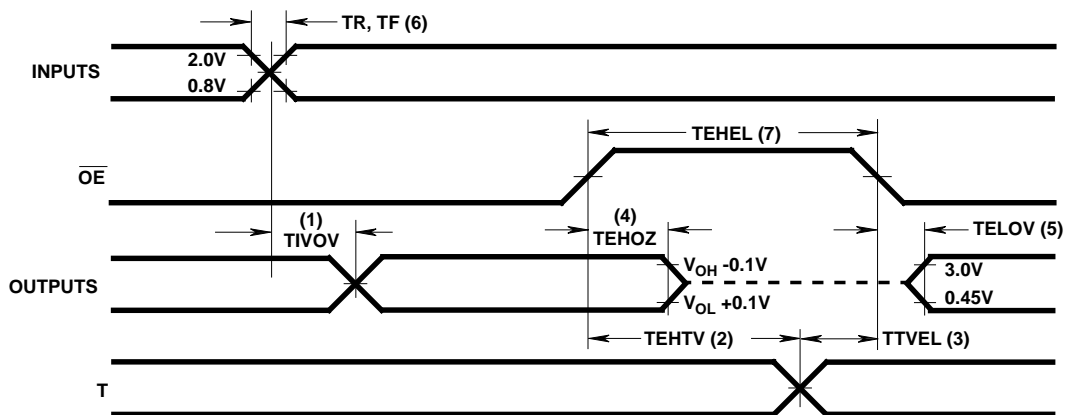 TR, TF (6)
INPUTS
2.0V
0.8V
TEHEL (7)
OE
(1)
TIVOV
(4)
TEHOZ
TELOV (5)
OUTPUTS
VOH -0.1V
VOL +0.1V
3.0V
0.45V
TEHTV (2)
TTVEL (3)
T